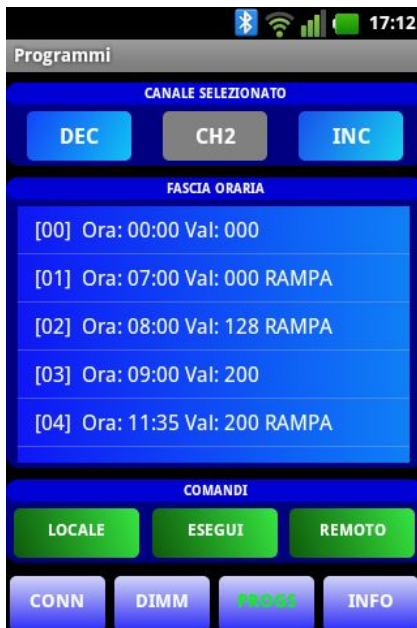 17:12
Programmi
CANALE SELEZIONATO
DEC CH2 INC
FASCIA ORARIA
[00] Ora: 00:00 Val: 000
[01] Ora: 07:00 Val: 000 RAMPA
[02] Ora: 08:00 Val: 128 RAMPA
[03] Ora: 09:00 Val: 200
[04] Ora: 11:35 Val: 200 RAMPA
COMANDI
LOCALE ESEGUI REMOTO
CONN DIMM PROGS INFO